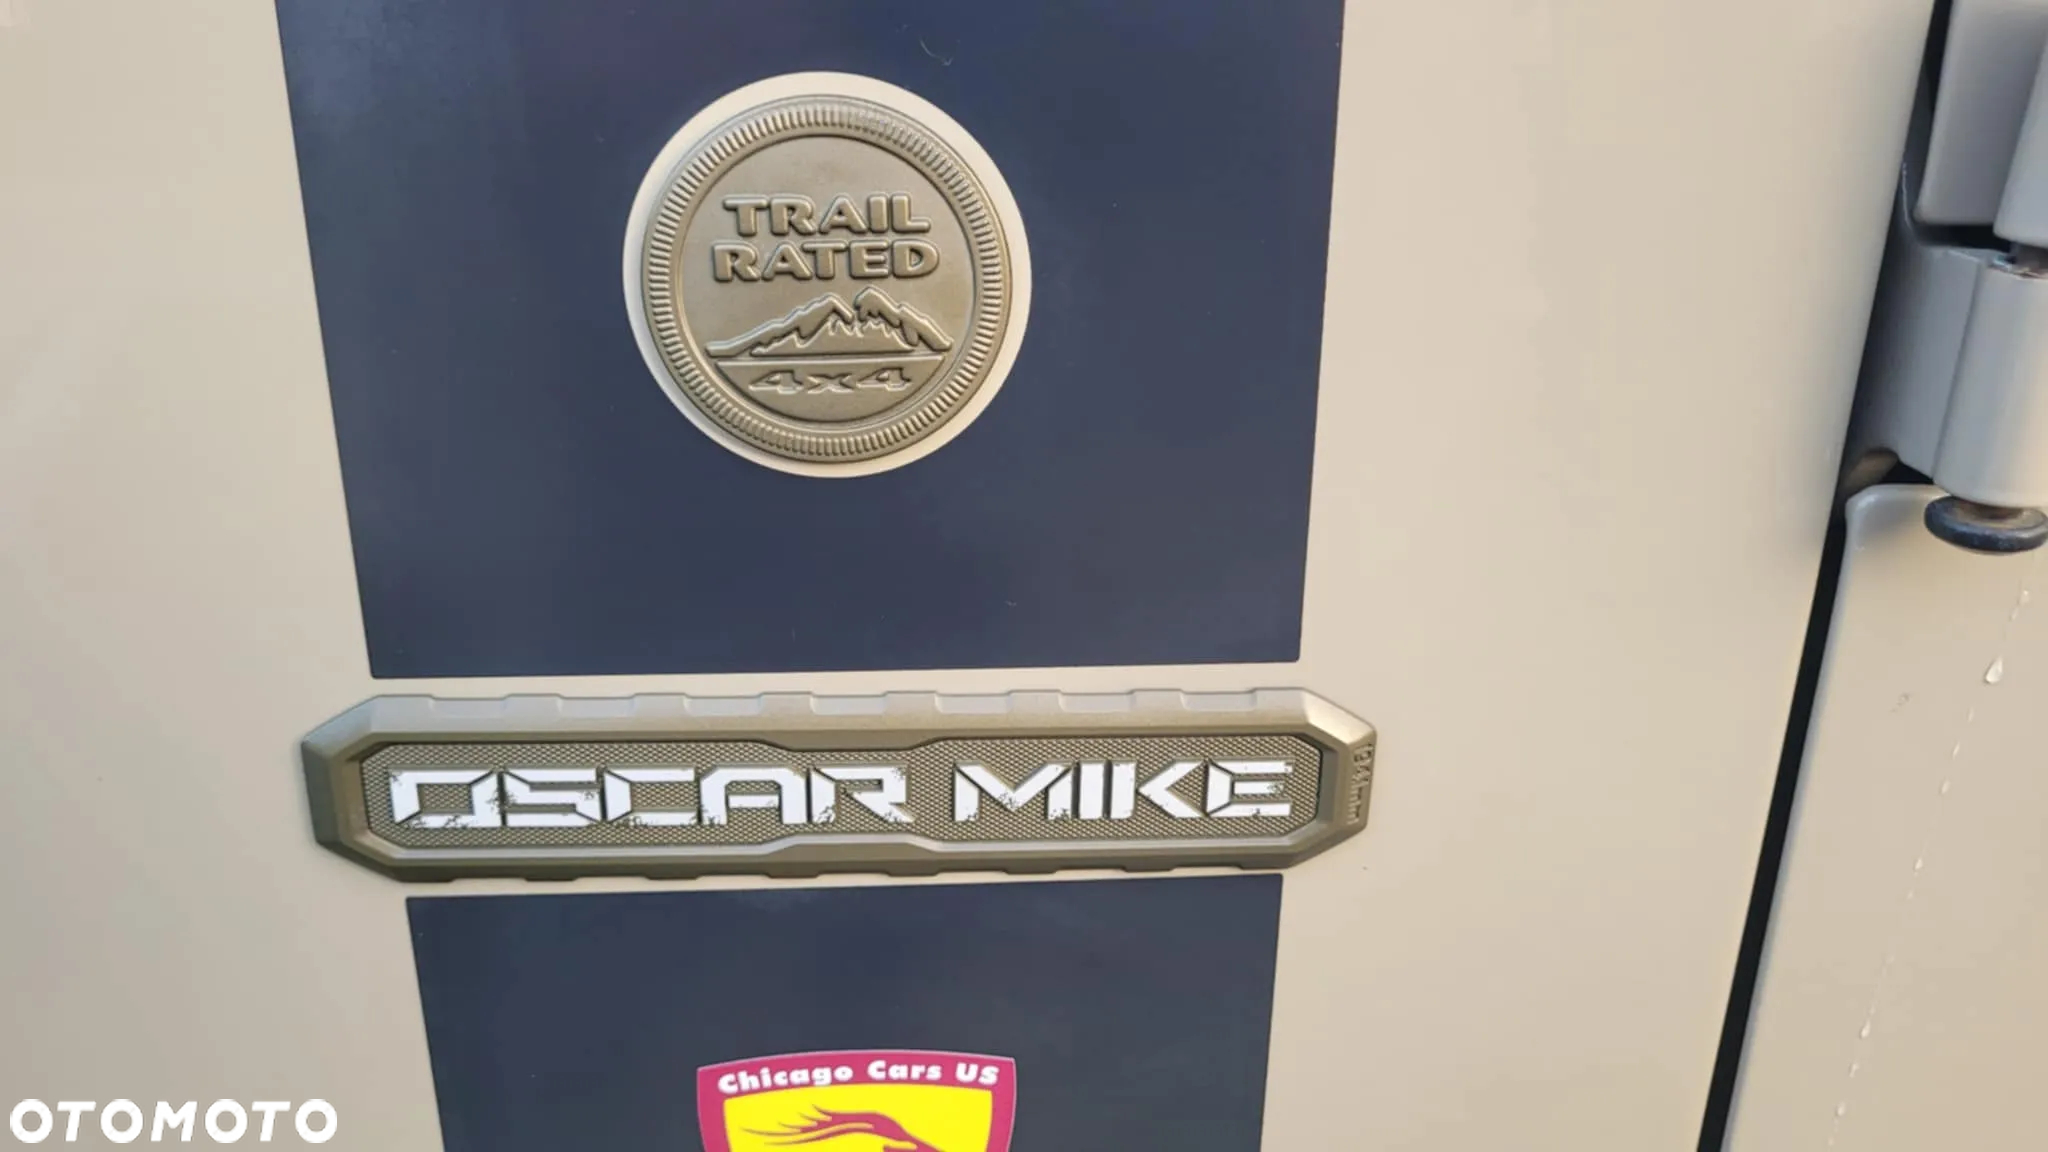 TRAIL
RATED
4x4
OSCAR MIKE
Chicago Cars US
OTOMOTO